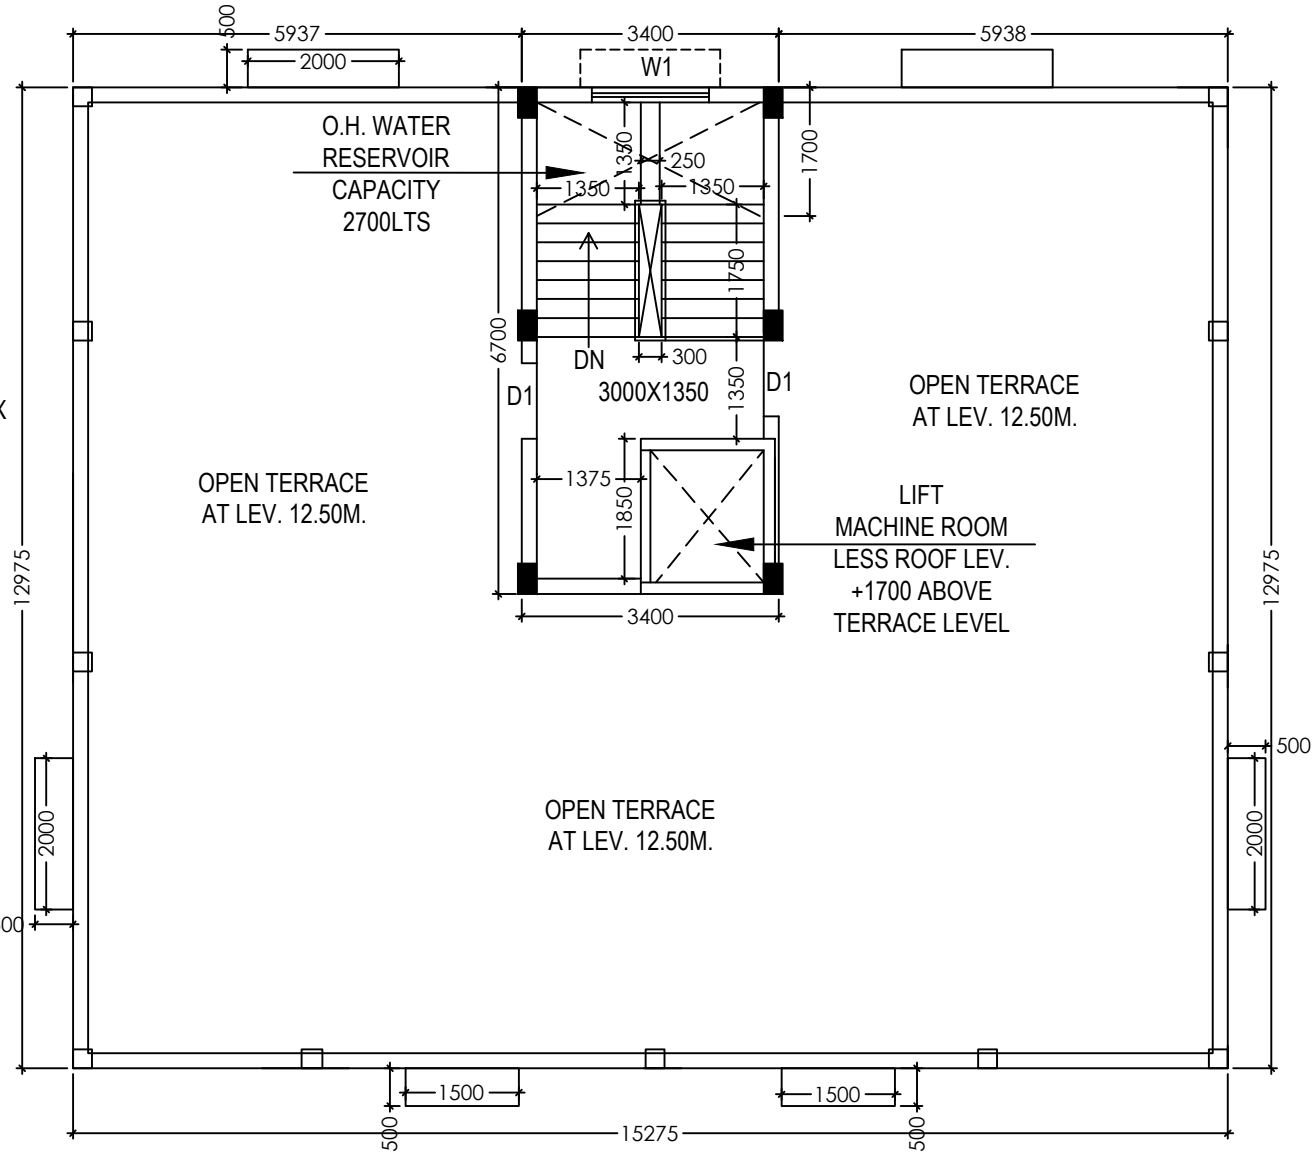 500
5937
3400
5938
2000
W1
O.H. WATER
RESERVOIR
CAPACITY
2700LTS
1350
250
1700
1350
1350
1750
6700
DN
300
D1
3000X1350
1350
D1
OPEN TERRACE
AT LEV. 12.50M.
X
OPEN TERRACE
AT LEV. 12.50M.
1375
1850
LIFT
MACHINE ROOM
LESS ROOF LEV.
+1700 ABOVE
TERRACE LEVEL
12975
12975
3400
500
OPEN TERRACE
AT LEV. 12.50M.
2000
2000
1500
1500
500
15275
500